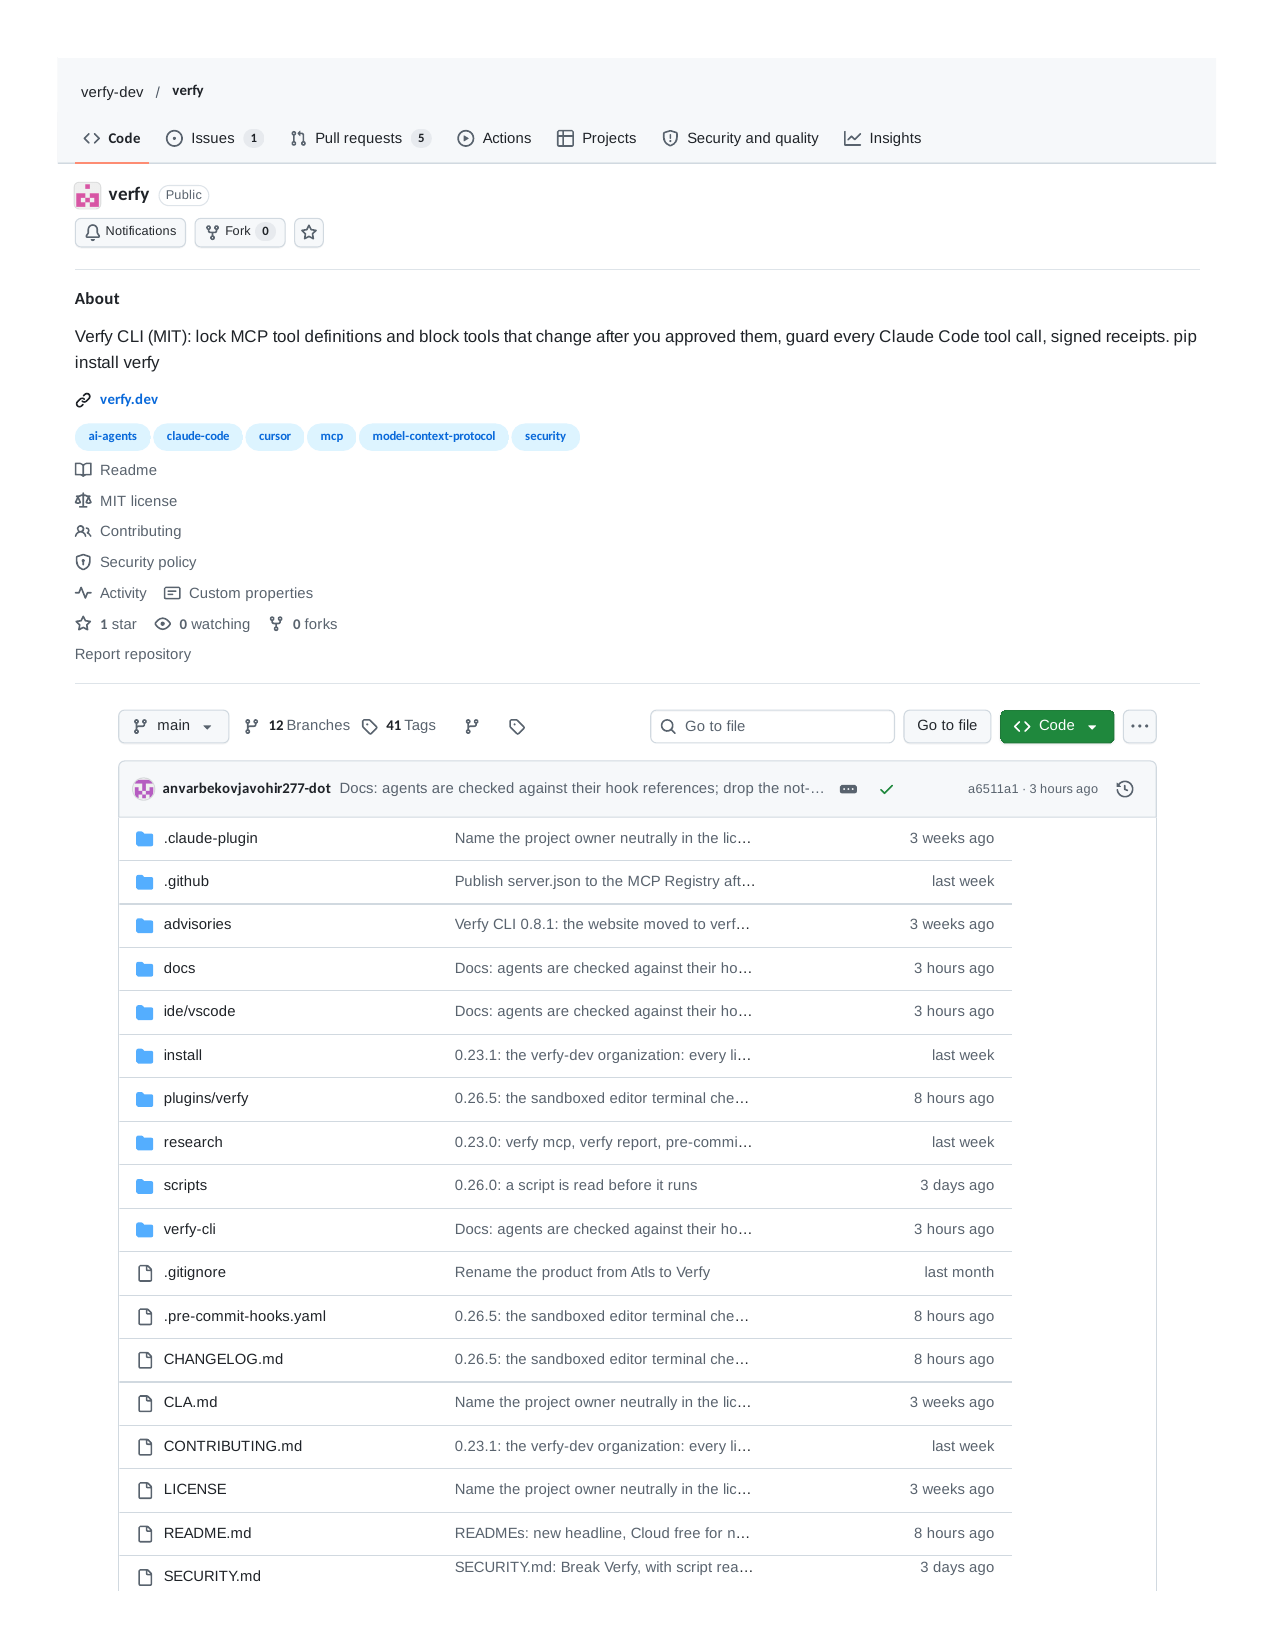 verfy-dev / verfy
Code Issues 1 Pull requests 5 Actions Projects Security and quality Insights
verfy Public
Notifications Fork 0
About
Verfy CLI (MIT): lock MCP tool definitions and block tools that change after you approved them, guard every Claude Code tool call, signed receipts. pip
install verfy
verfy.dev
ai-agents claude-code cursor mcp model-context-protocol security
Readme
MIT license
Contributing
Security policy
Activity Custom properties
1 star 0 watching 0 forks
Report repository
main 12 Branches 41 Tags Go to file Go to file Code
anvarbekovjavohir277-dot Docs: agents are checked against their hook references; drop the not-… a6511a1 · 3 hours ago
.claude-plugin Name the project owner neutrally in the lic… 3 weeks ago
.github Publish server.json to the MCP Registry aft… last week
advisories Verfy CLI 0.8.1: the website moved to verf… 3 weeks ago
docs Docs: agents are checked against their ho… 3 hours ago
ide/vscode Docs: agents are checked against their ho… 3 hours ago
install 0.23.1: the verfy-dev organization: every li… last week
plugins/verfy 0.26.5: the sandboxed editor terminal che… 8 hours ago
research 0.23.0: verfy mcp, verfy report, pre-commi… last week
scripts 0.26.0: a script is read before it runs 3 days ago
verfy-cli Docs: agents are checked against their ho… 3 hours ago
.gitignore Rename the product from Atls to Verfy last month
.pre-commit-hooks.yaml 0.26.5: the sandboxed editor terminal che… 8 hours ago
CHANGELOG.md 0.26.5: the sandboxed editor terminal che… 8 hours ago
CLA.md Name the project owner neutrally in the lic… 3 weeks ago
CONTRIBUTING.md 0.23.1: the verfy-dev organization: every li… last week
LICENSE Name the project owner neutrally in the lic… 3 weeks ago
README.md READMEs: new headline, Cloud free for n… 8 hours ago
SECURITY.md SECURITY.md: Break Verfy, with script rea… 3 days ago